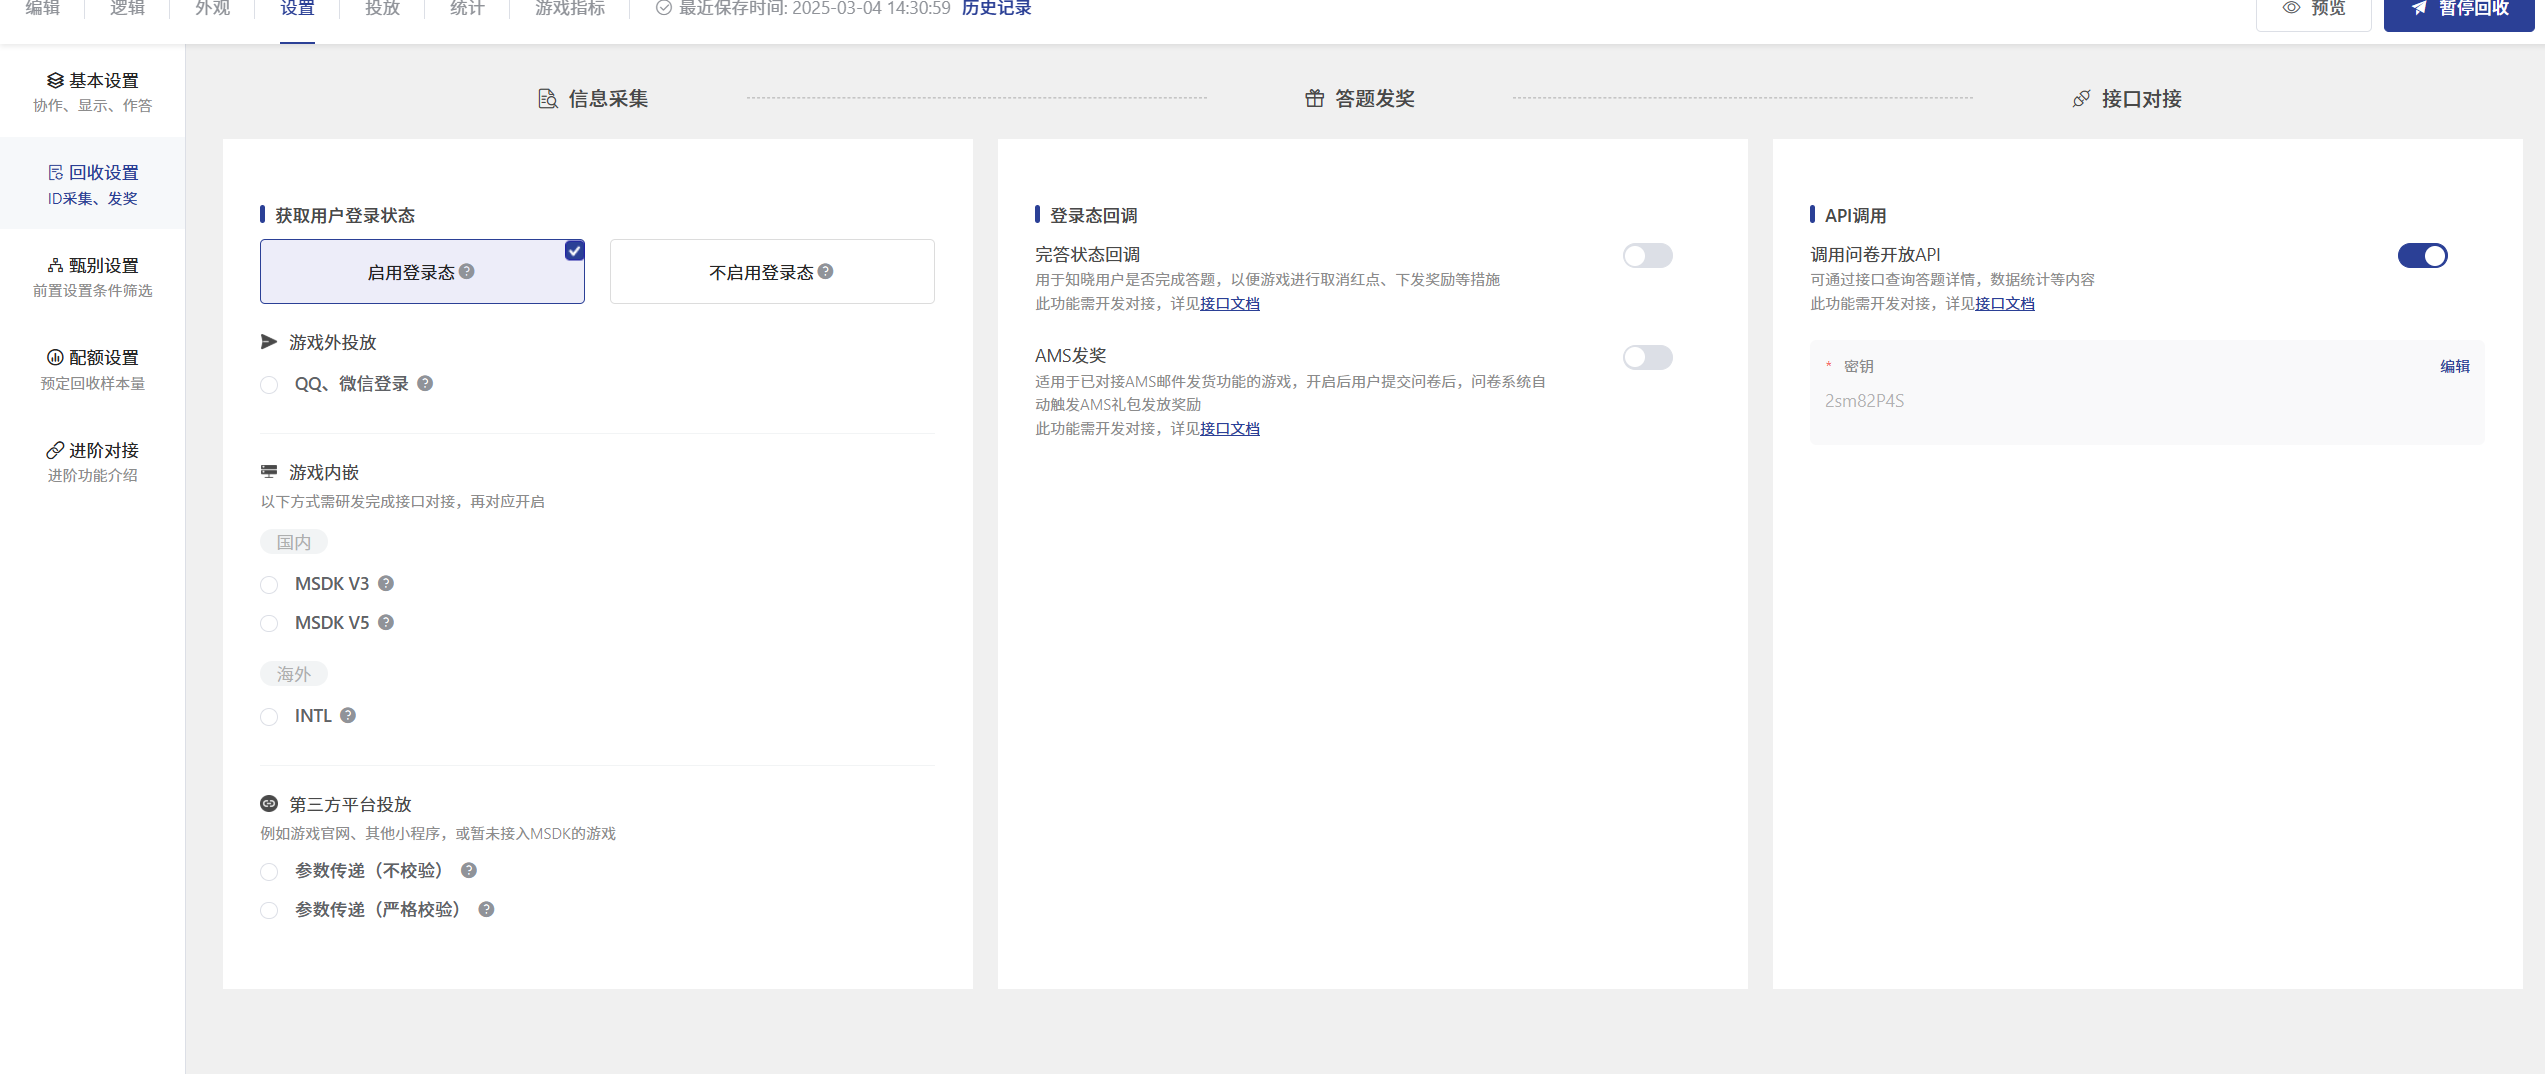 编辑
逻辑
外观
设置
投放
统计
游戏指标
最近保存时间: 2025-03-04 14:30:59 历史记录
预览
暂停回收
基本设置
协作、显示、作答
回收设置
ID采集、发奖
甄别设置
前置设置条件筛选
配额设置
预定回收样本量
进阶对接
进阶功能介绍
信息采集
答题发奖
接口对接
获取用户登录状态
启用登录态
不启用登录态
游戏外投放
QQ、微信登录
游戏内嵌
以下方式需研发完成接口对接，再对应开启
国内
MSDK V3
MSDK V5
海外
INTL
第三方平台投放
例如游戏官网、其他小程序，或暂未接入MSDK的游戏
参数传递（不校验）
参数传递（严格校验）
登录态回调
完答状态回调
用于知晓用户是否完成答题，以便游戏进行取消红点、下发奖励等措施
此功能需开发对接，详见接口文档
AMS发奖
适用于已对接AMS邮件发货功能的游戏，开启后用户提交问卷后，问卷系统自
动触发AMS礼包发放奖励
此功能需开发对接，详见接口文档
API调用
调用问卷开放API
可通过接口查询答题详情，数据统计等内容
此功能需开发对接，详见接口文档
* 密钥
编辑
2sm82P4S